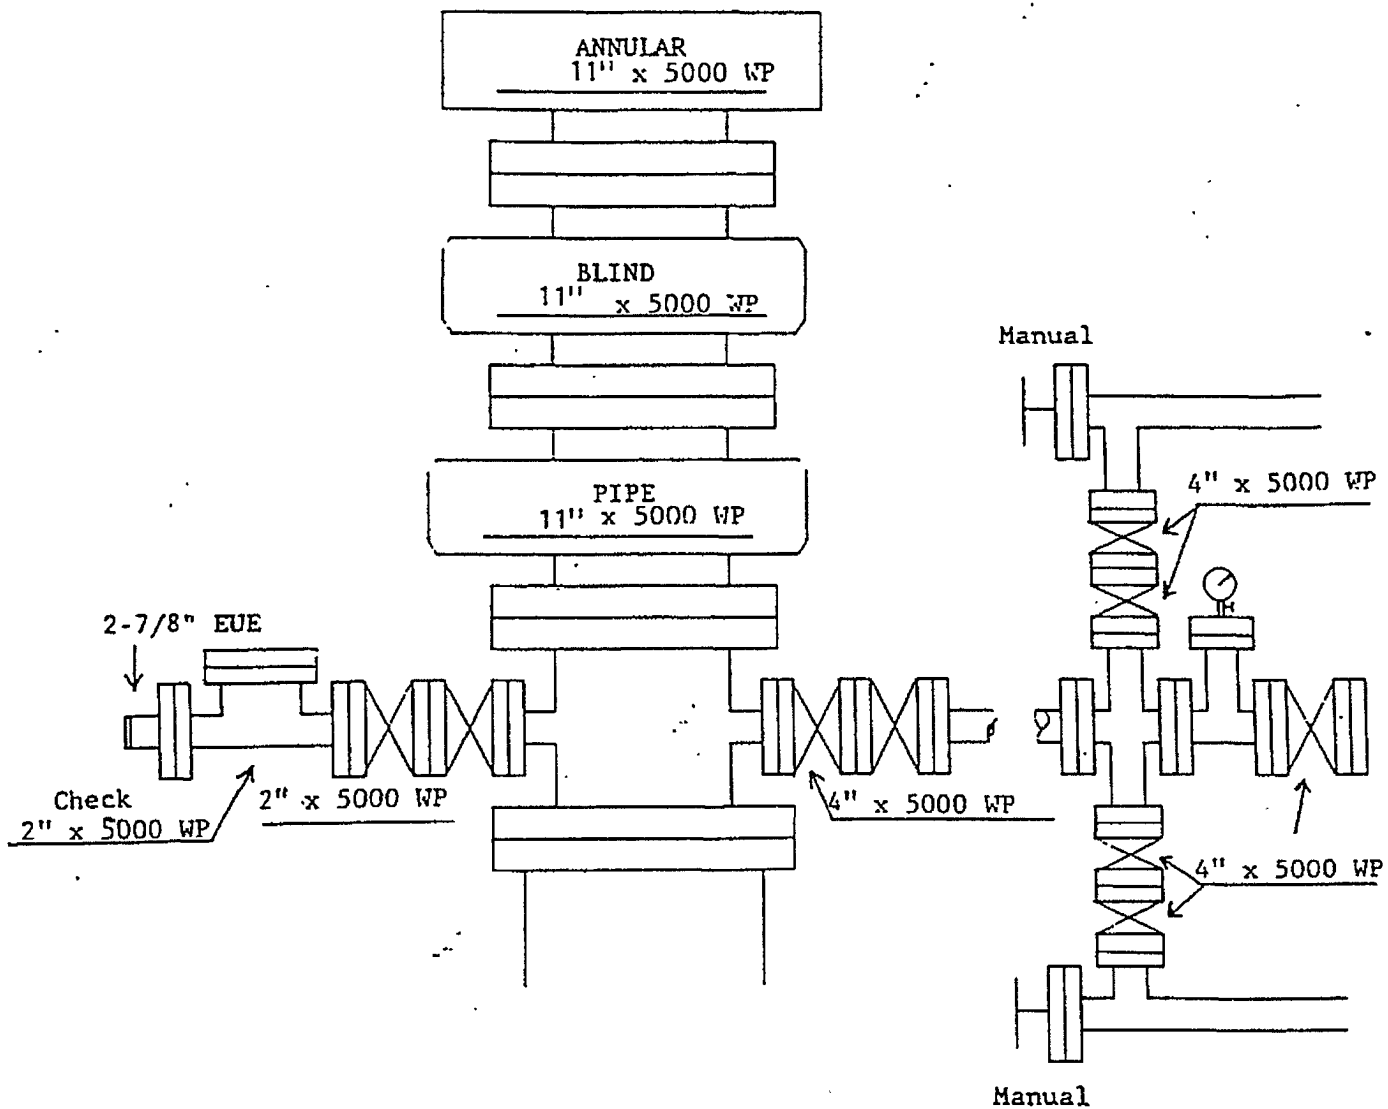 ANNULAR
11" x 5000 WP
BLIND
11" x 5000 WP
PIPE
11" x 5000 WP
Manual
4" x 5000 WP
2-7/8" EUE
Check
2" x 5000 WP
2" x 5000 WP
4" x 5000 WP
4" x 5000 WP
Manual